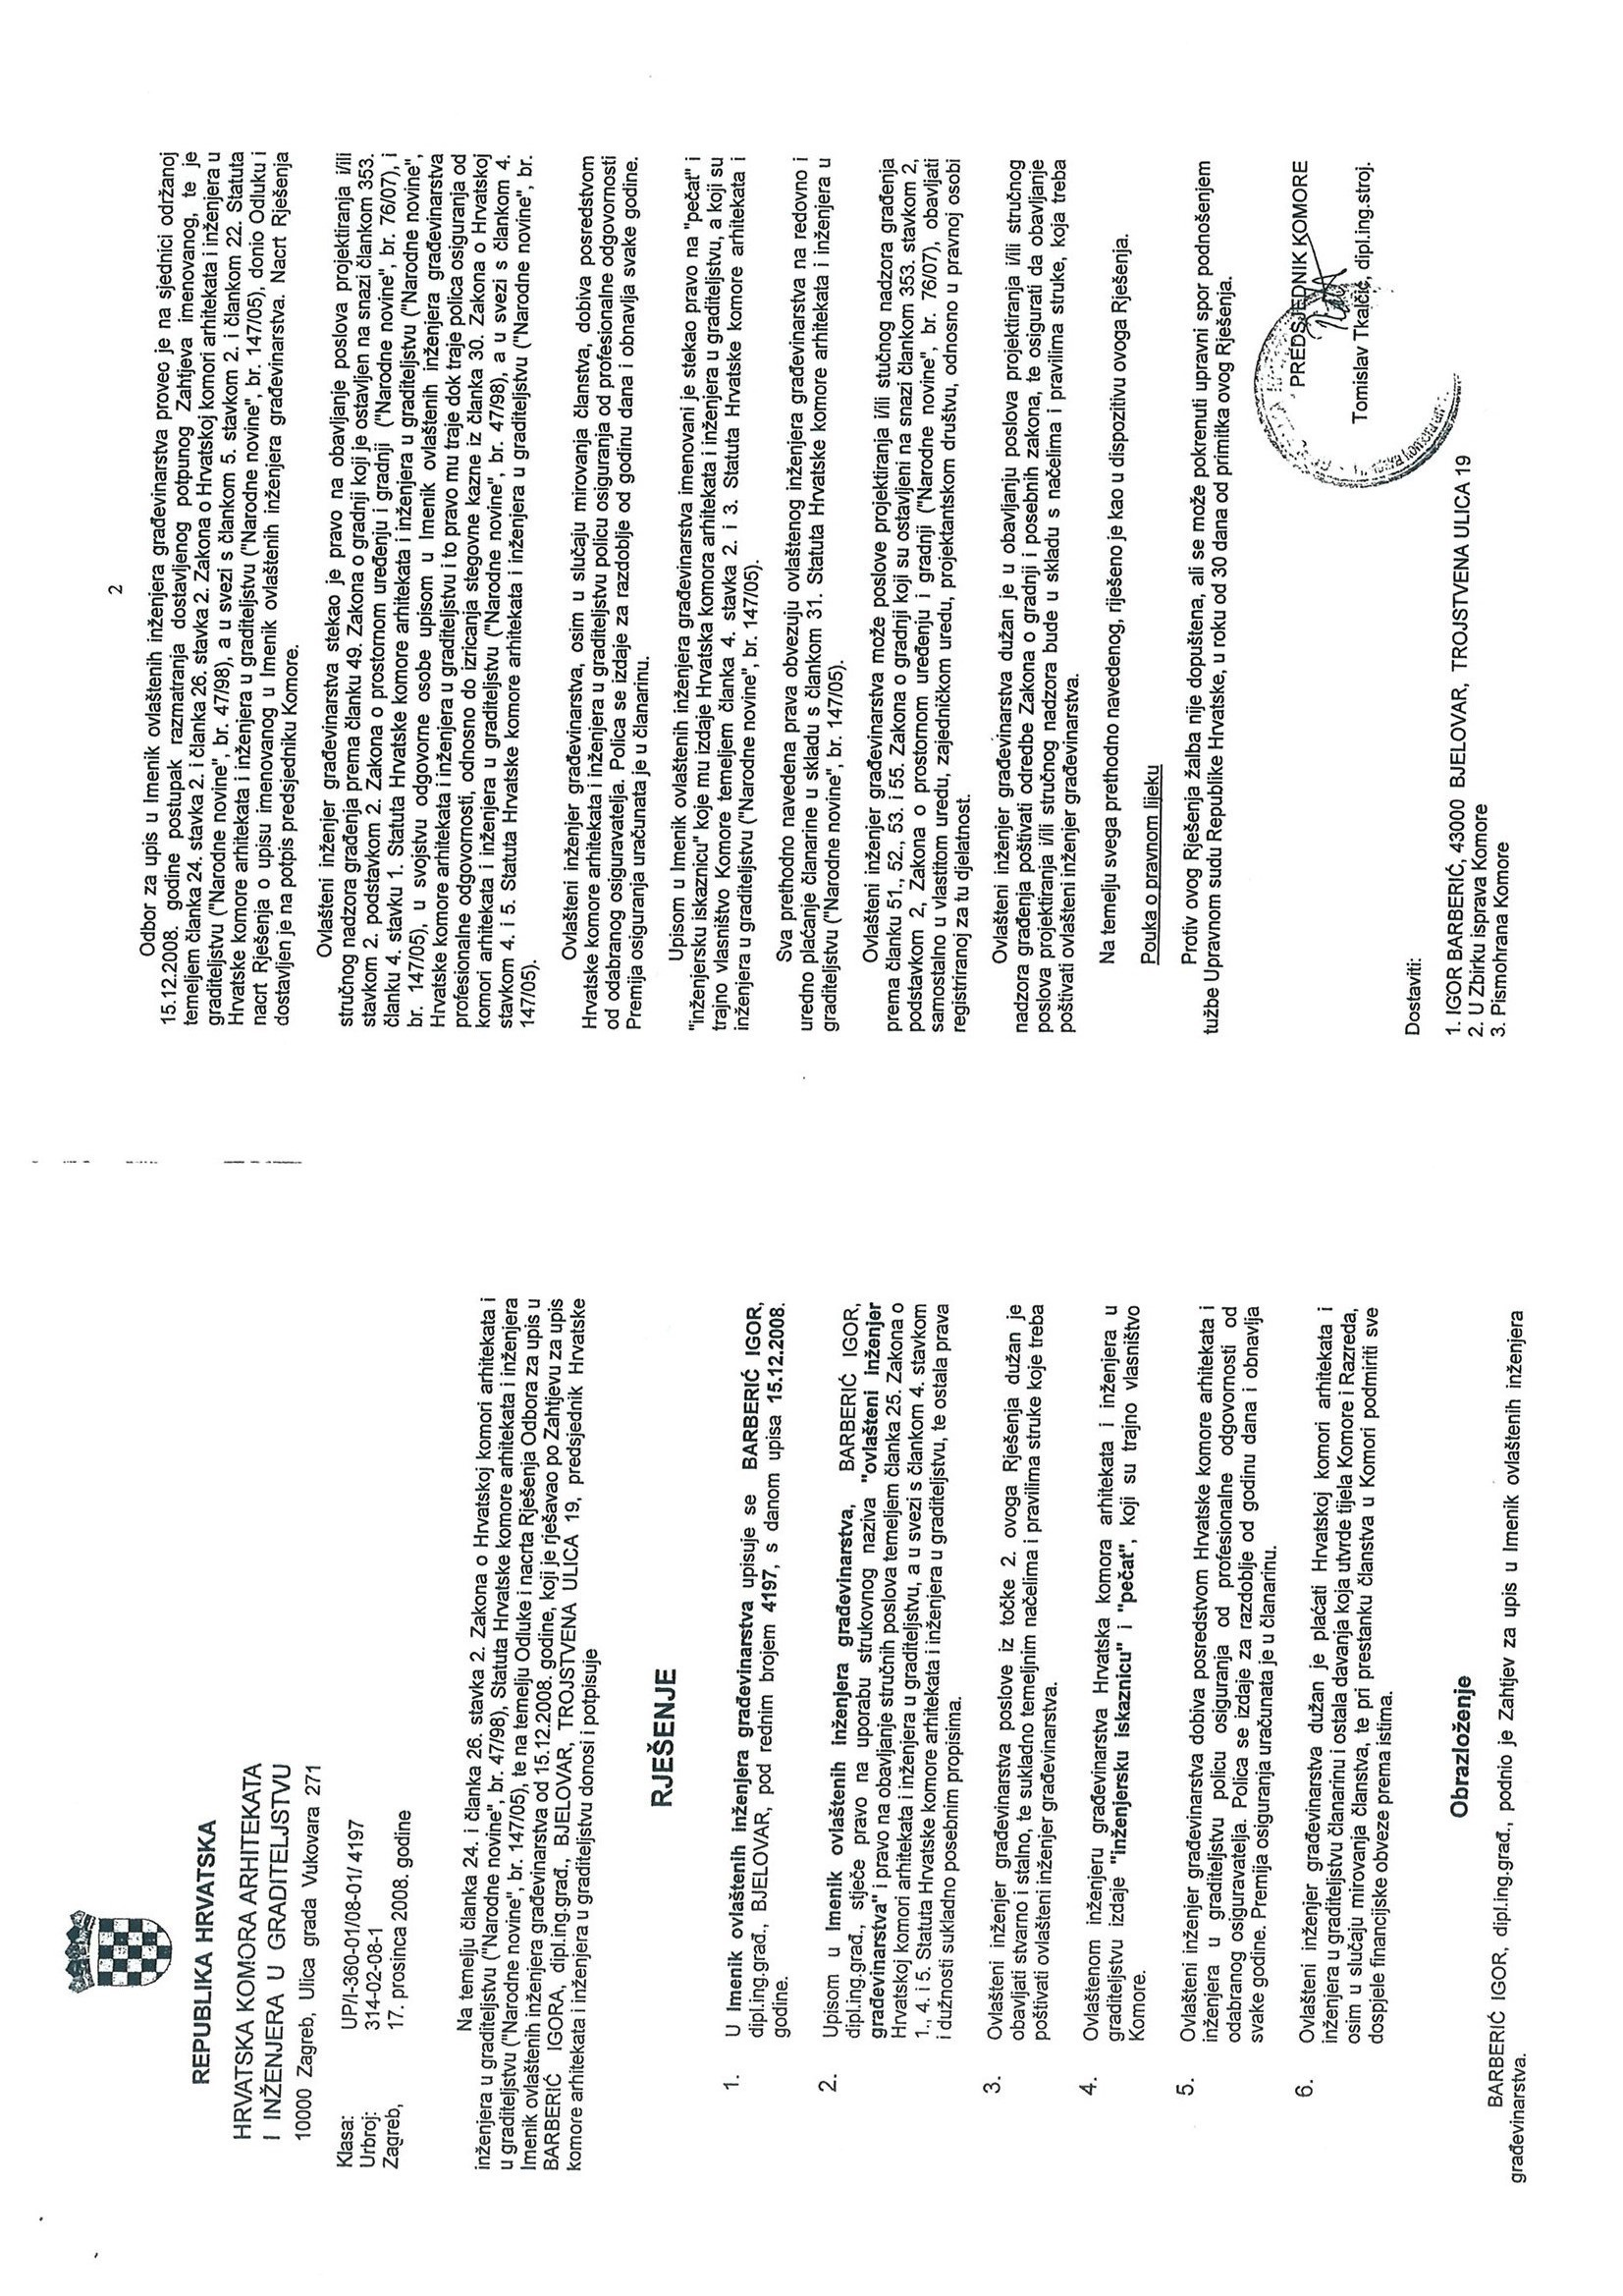 REPUBLIKA HRVATSKA
HRVATSKA KOMORA ARHITEKATA
I INŽENJERA U GRADITELJSTVU
10000 Zagreb, Ulica grada Vukovara 271
Klasa: UP/I-360-01/08-01/ 4197
Urbroj: 314-02-08-1
Zagreb, 17. prosinca 2008. godine
Na temelju članka 24. i članka 26. stavka 2. Zakona o Hrvatskoj komori arhitekata i
inženjera u graditeljstvu ("Narodne novine", br. 47/98), Statuta Hrvatske komore arhitekata i inženjera
u graditeljstvu ("Narodne novine", br. 147/05), te na temelju Odluke i nacrta Rješenja Odbora za upis u
Imenik ovlaštenih inženjera građevinarstva od 15.12.2008. godine, koji je rješavao po Zahtjevu za upis
BARBERIĆ IGORA, dipl.ing.građ., BJELOVAR, TROJSTVENA ULICA 19, predsjednik Hrvatske
komore arhitekata i inženjera u graditeljstvu donosi i potpisuje
RJEŠENJE
1. U Imenik ovlaštenih inženjera građevinarstva upisuje se BARBERIĆ IGOR,
dipl.ing.građ., BJELOVAR, pod rednim brojem 4197, s danom upisa 15.12.2008.
godine.
2. Upisom u Imenik ovlaštenih inženjera građevinarstva, BARBERIĆ IGOR,
dipl.ing.građ., stječe pravo na uporabu strukovnog naziva "ovlašteni inženjer
građevinarstva" i pravo na obavljanje stručnih poslova temeljem članka 25. Zakona o
Hrvatskoj komori arhitekata i inženjera u graditeljstvu, a u svezi s člankom 4. stavkom
1., 4. i 5. Statuta Hrvatske komore arhitekata i inženjera u graditeljstvu, te ostala prava
i dužnosti sukladno posebnim propisima.
3. Ovlašteni inženjer građevinarstva poslove iz točke 2. ovoga Rješenja dužan je
obavljati stvarno i stalno, te sukladno temeljnim načelima i pravilima struke koje treba
poštivati ovlašteni inženjer građevinarstva.
4. Ovlaštenom inženjeru građevinarstva Hrvatska komora arhitekata i inženjera u
graditeljstvu izdaje "inženjersku iskaznicu" i "pečat", koji su trajno vlasništvo
Komore.
5. Ovlašteni inženjer građevinarstva dobiva posredstvom Hrvatske komore arhitekata i
inženjera u graditeljstvu policu osiguranja od profesionalne odgovornosti od
odabranog osiguravatelja. Polica se izdaje za razdoblje od godinu dana i obnavlja
svake godine. Premija osiguranja uračunata je u članarinu.
6. Ovlašteni inženjer građevinarstva dužan je plaćati Hrvatskoj komori arhitekata i
inženjera u graditeljstvu članarinu i ostala davanja koja utvrde tijela Komore i Razreda,
osim u slučaju mirovanja članstva, te pri prestanku članstva u Komori podmiriti sve
dospjele financijske obveze prema istima.
Obrazloženje
BARBERIĆ IGOR, dipl.ing.građ., podnio je Zahtjev za upis u Imenik ovlaštenih inženjera
građevinarstva.
2
Odbor za upis u Imenik ovlaštenih inženjera građevinarstva proveo je na sjednici održanoj
15.12.2008. godine postupak razmatranja dostavljenog potpunog Zahtjeva imenovanog, te je
temeljem članka 24. stavka 2. i članka 26. stavka 2. Zakona o Hrvatskoj komori arhitekata i inženjera u
graditeljstvu ("Narodne novine", br. 47/98), a u svezi s člankom 5. stavkom 2. i člankom 22. Statuta
Hrvatske komore arhitekata i inženjera u graditeljstvu ("Narodne novine", br. 147/05), donio Odluku i
nacrt Rješenja o upisu imenovanog u Imenik ovlaštenih inženjera građevinarstva. Nacrt Rješenja
dostavljen je na potpis predsjedniku Komore.
Ovlašteni inženjer građevinarstva stekao je pravo na obavljanje poslova projektiranja i/ili
stručnog nadzora građenja prema članku 49. Zakona o gradnji koji je ostavljen na snazi člankom 353.
stavkom 2. podstavkom 2. Zakona o prostornom uređenju i gradnji ("Narodne novine", br. 76/07), i
članku 4. stavku 1. Statuta Hrvatske komore arhitekata i inženjera u graditeljstvu ("Narodne novine",
br. 147/05), u svojstvu odgovorne osobe upisom u Imenik ovlaštenih inženjera građevinarstva
Hrvatske komore arhitekata i inženjera u graditeljstvu i to pravo mu traje dok traje polica osiguranja od
profesionalne odgovornosti, odnosno do izricanja stegovne kazne iz članka 30. Zakona o Hrvatskoj
komori arhitekata i inženjera u graditeljstvu ("Narodne novine", br. 47/98), a u svezi s člankom 4.
stavkom 4. i 5. Statuta Hrvatske komore arhitekata i inženjera u graditeljstvu ("Narodne novine", br.
147/05).
Ovlašteni inženjer građevinarstva, osim u slučaju mirovanja članstva, dobiva posredstvom
Hrvatske komore arhitekata i inženjera u graditeljstvu policu osiguranja od profesionalne odgovornosti
od odabranog osiguravatelja. Polica se izdaje za razdoblje od godinu dana i obnavlja svake godine.
Premija osiguranja uračunata je u članarinu.
Upisom u Imenik ovlaštenih inženjera građevinarstva imenovani je stekao pravo na "pečat" i
"inženjersku iskaznicu" koje mu izdaje Hrvatska komora arhitekata i inženjera u graditeljstvu, a koji su
trajno vlasništvo Komore temeljem članka 4. stavka 2. i 3. Statuta Hrvatske komore arhitekata i
inženjera u graditeljstvu ("Narodne novine", br. 147/05).
Sva prethodno navedena prava obvezuju ovlaštenog inženjera građevinarstva na redovno i
uredno plaćanje članarine u skladu s člankom 31. Statuta Hrvatske komore arhitekata i inženjera u
graditeljstvu ("Narodne novine", br. 147/05).
Ovlašteni inženjer građevinarstva može poslove projektiranja i/ili stučnog nadzora građenja
prema članku 51., 52., 53. i 55. Zakona o gradnji koji su ostavljeni na snazi člankom 353. stavkom 2,
podstavkom 2, Zakona o prostornom uređenju i gradnji ("Narodne novine", br. 76/07), obavljati
samostalno u vlastitom uredu, zajedničkom uredu, projektantskom društvu, odnosno u pravnoj osobi
registriranoj za tu djelatnost.
Ovlašteni inženjer građevinarstva dužan je u obavljanju poslova projektiranja i/ili stručnog
nadzora građenja poštivati odredbe Zakona o gradnji i posebnih zakona, te osigurati da obavljanje
poslova projektiranja i/ili stručnog nadzora bude u skladu s načelima i pravilima struke, koja treba
poštivati ovlašteni inženjer građevinarstva.
Na temelju svega prethodno navedenog, riješeno je kao u dispozitivu ovoga Rješenja.
Pouka o pravnom lijeku
Protiv ovog Rješenja žalba nije dopuštena, ali se može pokrenuti upravni spor podnošenjem
tužbe Upravnom sudu Republike Hrvatske, u roku od 30 dana od primitka ovog Rješenja.
PREDSJEDNIK KOMORE
Tomislav Tkalčić, dipl.ing.stroj.
Dostaviti:
1. IGOR BARBERIĆ, 43000 BJELOVAR, TROJSTVENA ULICA 19
2. U Zbirku isprava Komore
3. Pismohrana Komore